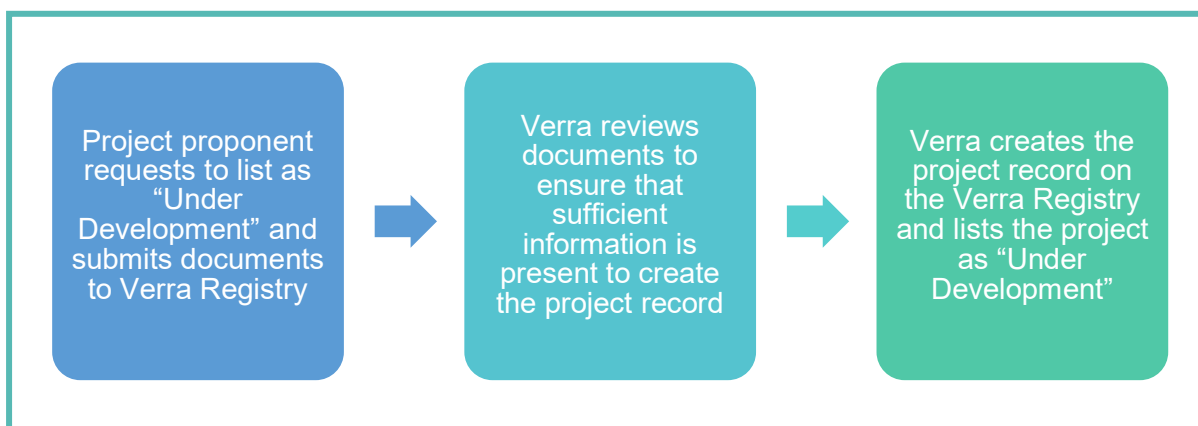 Project proponent
requests to list as
“Under
Development” and
submits documents
to Verra Registry
Verra reviews
documents to
ensure that
sufficient
information is
present to create
the project record
Verra creates the
project record on
the Verra Registry
and lists the project
as “Under
Development”